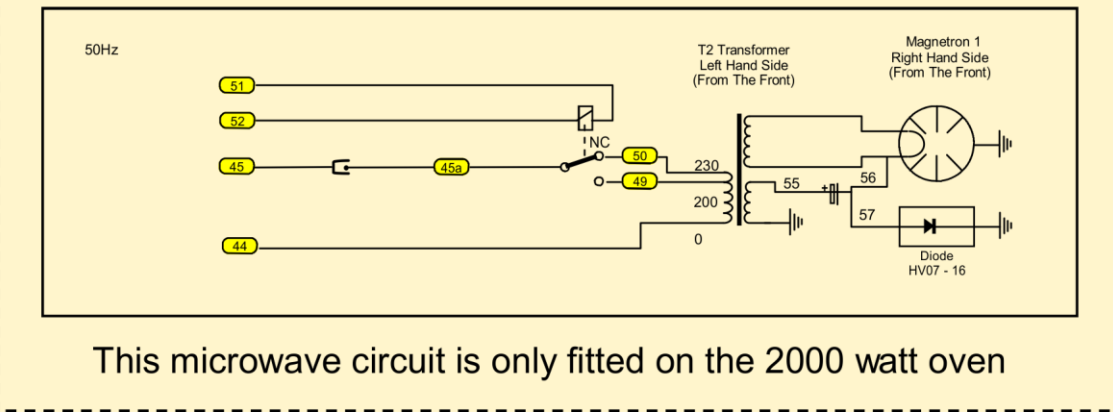 50Hz
T2 Transformer
Left Hand Side
(From The Front)
Magnetron 1
Right Hand Side
(From The Front)
51
52
NC
45
45a
50
49
230
200
0
55
56
57
44
Diode
HV07 - 16
This microwave circuit is only fitted on the 2000 watt oven